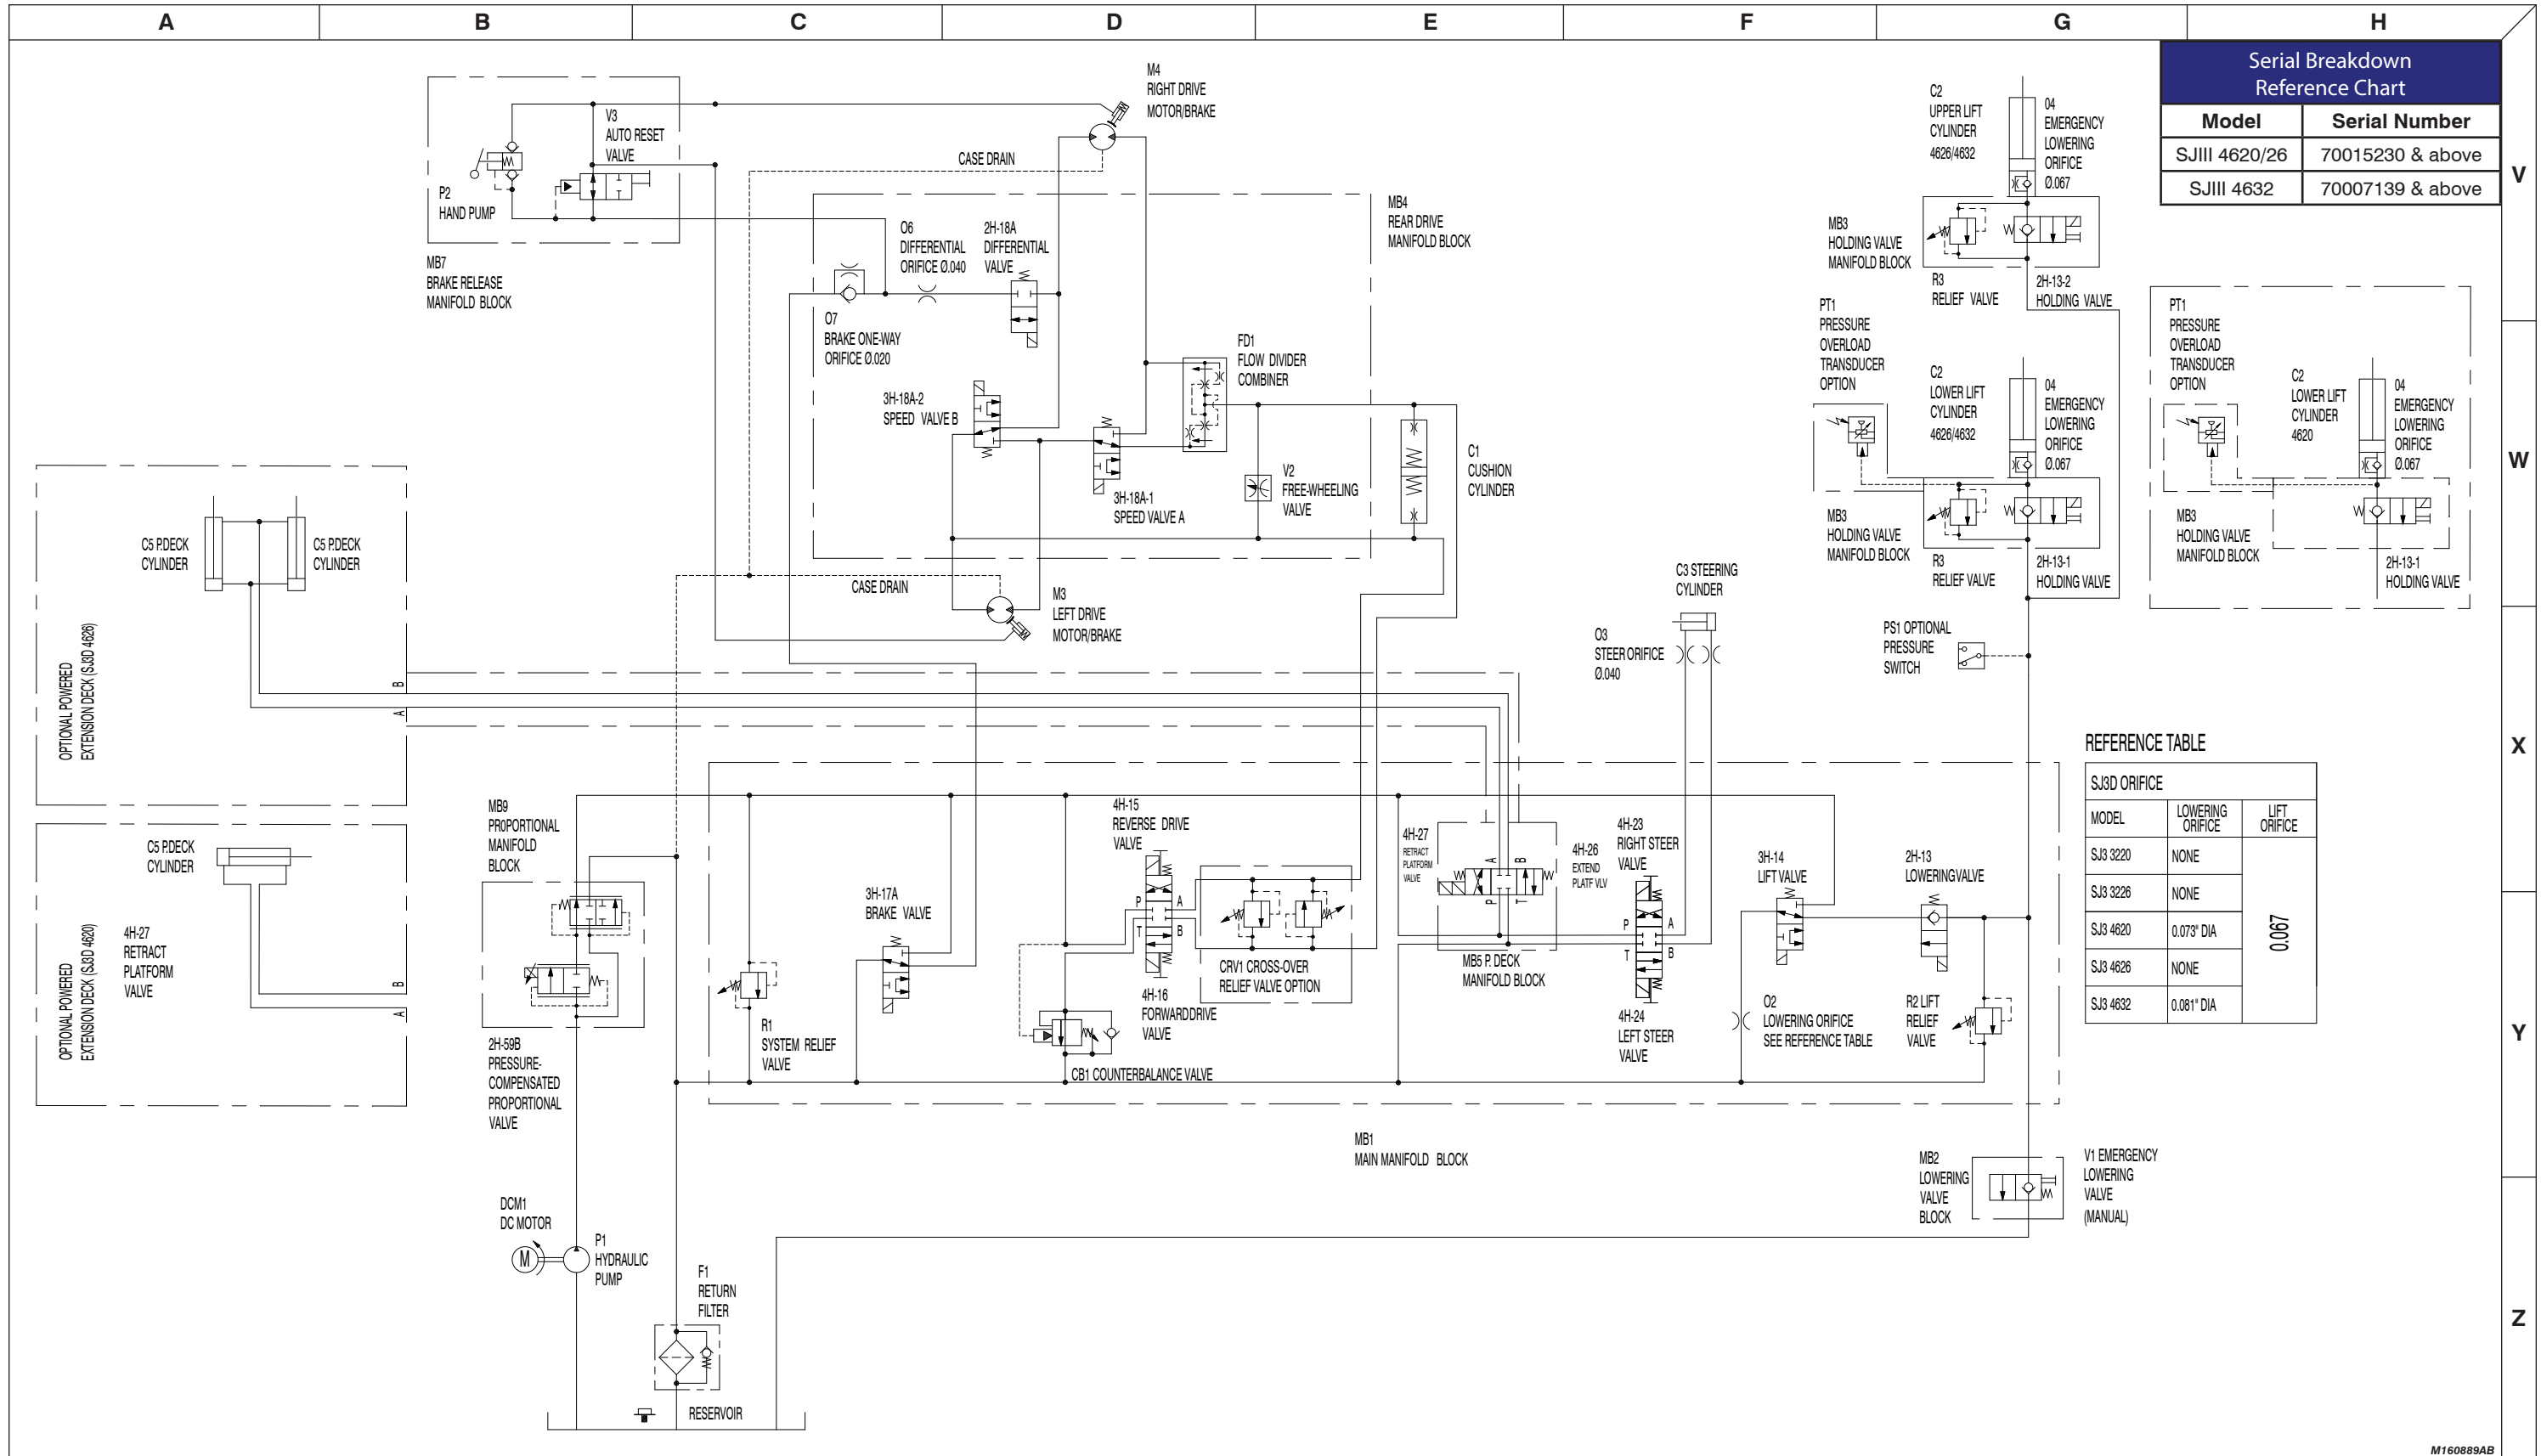 A B C D E F G H
Serial Breakdown
Reference Chart
Model Serial Number
SJIII 4620/26 70015230 & above
SJIII 4632 70007139 & above
V
W
X
Y
Z
M4
RIGHT DRIVE
MOTOR/BRAKE
V3
AUTO RESET
VALVE
P2
HAND PUMP
MB7
BRAKE RELEASE
MANIFOLD BLOCK
CASE DRAIN
MB4
REAR DRIVE
MANIFOLD BLOCK
O6
DIFFERENTIAL
ORIFICE Ø.040
2H-18A
DIFFERENTIAL
VALVE
O7
BRAKE ONE-WAY
ORIFICE Ø.020
FD1
FLOW DIVIDER
COMBINER
3H-18A-2
SPEED VALVE B
3H-18A-1
SPEED VALVE A
V2
FREE-WHEELING
VALVE
C1
CUSHION
CYLINDER
CASE DRAIN
M3
LEFT DRIVE
MOTOR/BRAKE
C2
UPPER LIFT
CYLINDER
4626/4632
04
EMERGENCY
LOWERING
ORIFICE
Ø.067
MB3
HOLDING VALVE
MANIFOLD BLOCK
R3
RELIEF VALVE
2H-13-2
HOLDING VALVE
PT1
PRESSURE
OVERLOAD
TRANSDUCER
OPTION
C2
LOWER LIFT
CYLINDER
4626/4632
04
EMERGENCY
LOWERING
ORIFICE
Ø.067
MB3
HOLDING VALVE
MANIFOLD BLOCK
R3
RELIEF VALVE
2H-13-1
HOLDING VALVE
PT1
PRESSURE
OVERLOAD
TRANSDUCER
OPTION
C2
LOWER LIFT
CYLINDER
4620
04
EMERGENCY
LOWERING
ORIFICE
Ø.067
MB3
HOLDING VALVE
MANIFOLD BLOCK
2H-13-1
HOLDING VALVE
C5 P.DECK
CYLINDER
C5 P.DECK
CYLINDER
OPTIONAL POWERED
EXTENSION DECK (SJ3D 4626)
B
A
C3 STEERING
CYLINDER
O3
STEER ORIFICE
Ø.040
PS1 OPTIONAL
PRESSURE
SWITCH
REFERENCE TABLE
SJ3D ORIFICE
MODEL LOWERING ORIFICE LIFT ORIFICE
SJ3 3220 NONE
SJ3 3226 NONE
SJ3 4620 0.073" DIA
SJ3 4626 NONE
SJ3 4632 0.081" DIA
0.067
C5 P.DECK
CYLINDER
4H-27
RETRACT
PLATFORM
VALVE
OPTIONAL POWERED
EXTENSION DECK (SJ3D 4620)
B
A
MB9
PROPORTIONAL
MANIFOLD
BLOCK
2H-59B
PRESSURE-
COMPENSATED
PROPORTIONAL
VALVE
R1
SYSTEM RELIEF
VALVE
3H-17A
BRAKE VALVE
4H-15
REVERSE DRIVE
VALVE
P A
T B
4H-16
FORWARDDRIVE
VALVE
CB1 COUNTERBALANCE VALVE
CRV1 CROSS-OVER
RELIEF VALVE OPTION
4H-27
RETRACT
PLATFORM
VALVE
A B
P T
4H-26
EXTEND
PLATF VLV
MB5 P. DECK
MANIFOLD BLOCK
4H-23
RIGHT STEER
VALVE
P A
T B
4H-24
LEFT STEER
VALVE
3H-14
LIFT VALVE
O2
LOWERING ORIFICE
SEE REFERENCE TABLE
2H-13
LOWERINGVALVE
R2 LIFT
RELIEF
VALVE
MB1
MAIN MANIFOLD BLOCK
MB2
LOWERING
VALVE
BLOCK
V1 EMERGENCY
LOWERING
VALVE
(MANUAL)
DCM1
DC MOTOR
M
P1
HYDRAULIC
PUMP
F1
RETURN
FILTER
RESERVOIR
M160889AB